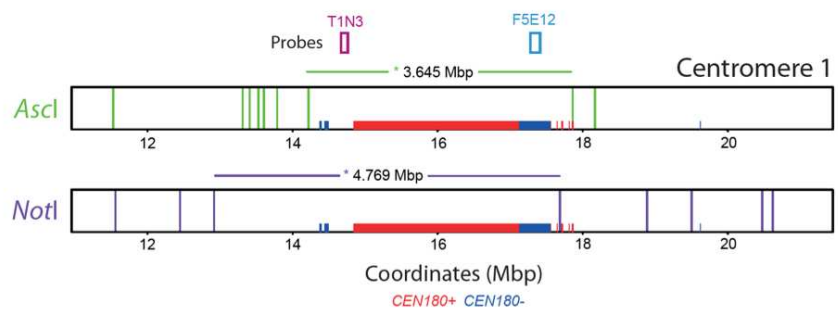 T1N3 F5E12
Probes
* 3.645 Mbp Centromere 1
AscI
12 14 16 18 20
* 4.769 Mbp
NotI
12 14 16 18 20
Coordinates (Mbp)
CEN180+ CEN180-